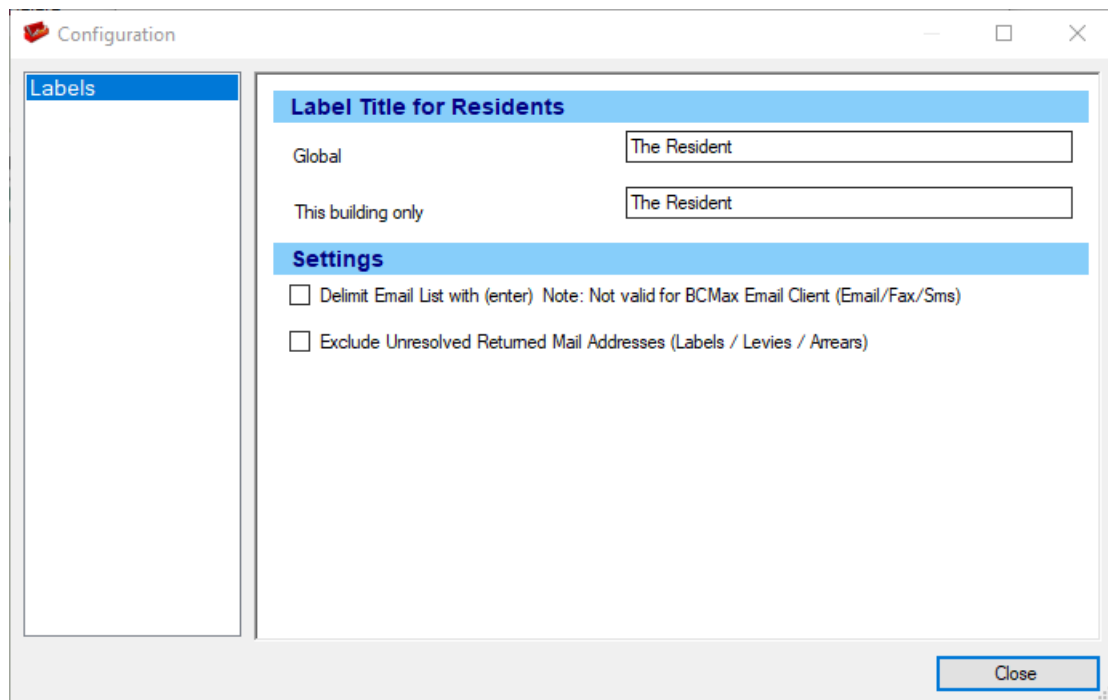 Configuration
Labels
Label Title for Residents
Global
The Resident
This building only
The Resident
Settings
Delimit Email List with (enter) Note: Not valid for BCMax Email Client (Email/Fax/Sms)
Exclude Unresolved Returned Mail Addresses (Labels / Levies / Arrears)
Close